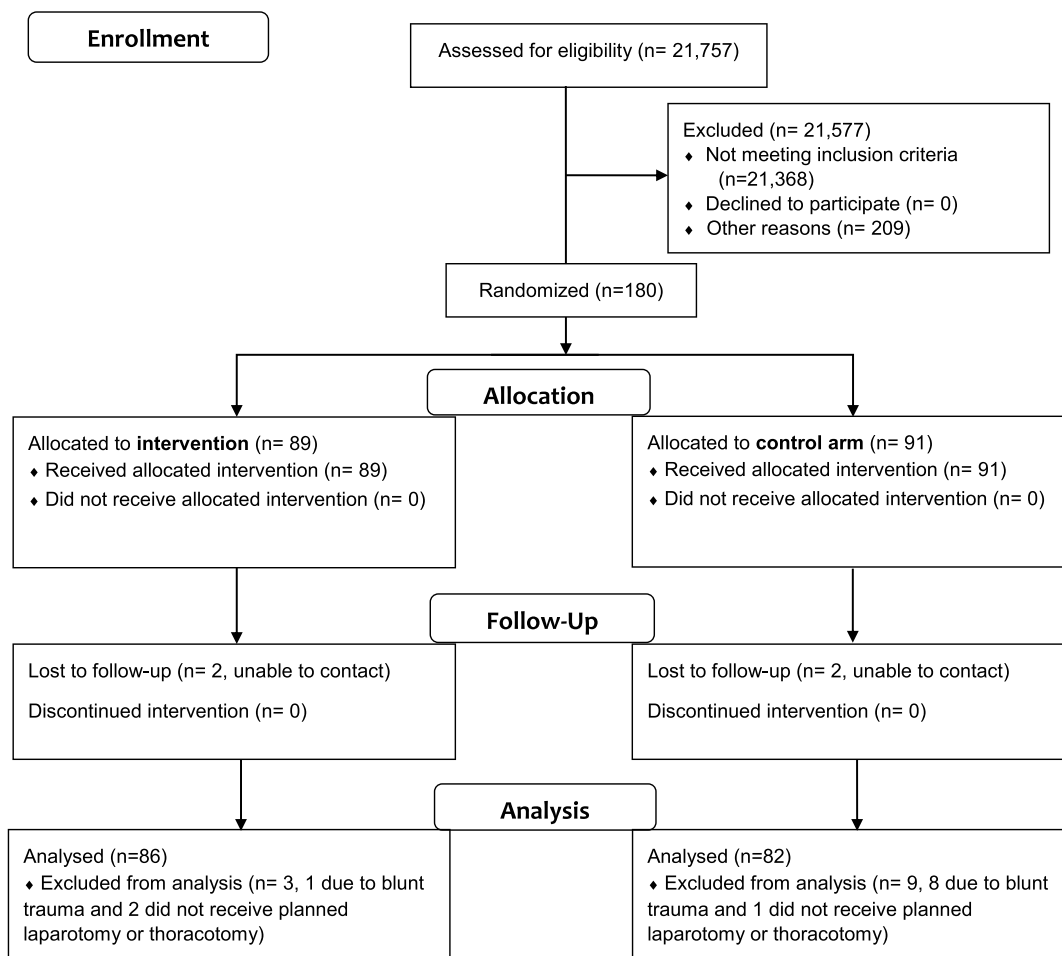 Enrollment
Assessed for eligibility (n= 21,757)
Excluded (n= 21,577)
♦ Not meeting inclusion criteria
(n=21,368)
♦ Declined to participate (n= 0)
♦ Other reasons (n= 209)
Randomized (n=180)
Allocation
Allocated to intervention (n= 89)
♦ Received allocated intervention (n= 89)
♦ Did not receive allocated intervention (n= 0)
Allocated to control arm (n= 91)
♦ Received allocated intervention (n= 91)
♦ Did not receive allocated intervention (n= 0)
Follow-Up
Lost to follow-up (n= 2, unable to contact)
Discontinued intervention (n= 0)
Lost to follow-up (n= 2, unable to contact)
Discontinued intervention (n= 0)
Analysis
Analysed (n=86)
♦ Excluded from analysis (n= 3, 1 due to blunt
trauma and 2 did not receive planned
laparotomy or thoracotomy)
Analysed (n=82)
♦ Excluded from analysis (n= 9, 8 due to blunt
trauma and 1 did not receive planned
laparotomy or thoracotomy)